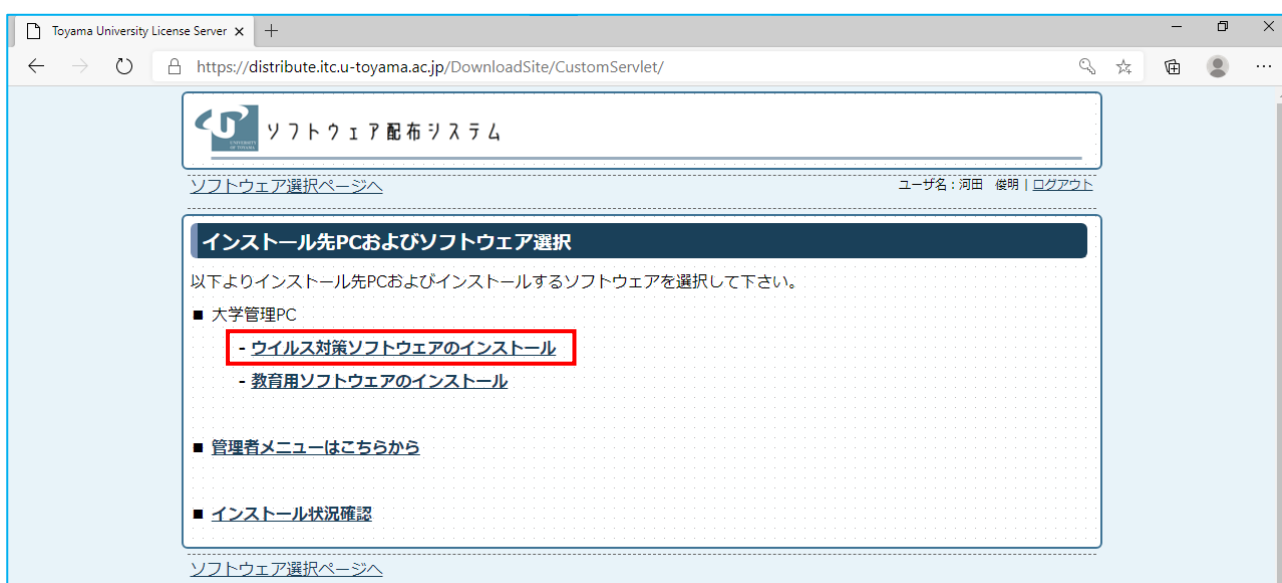 Toyama University License Server
https://distribute.itc.u-toyama.ac.jp/DownloadSite/CustomServlet/
ソフトウェア配布システム
ソフトウェア選択ページへ
ユーザ名:河田 俊明 | ログアウト
インストール先PCおよびソフトウェア選択
以下よりインストール先PCおよびインストールするソフトウェアを選択して下さい。
■ 大学管理PC
- ウイルス対策ソフトウェアのインストール
- 教育用ソフトウェアのインストール
■ 管理者メニューはこちらから
■ インストール状況確認
ソフトウェア選択ページへ